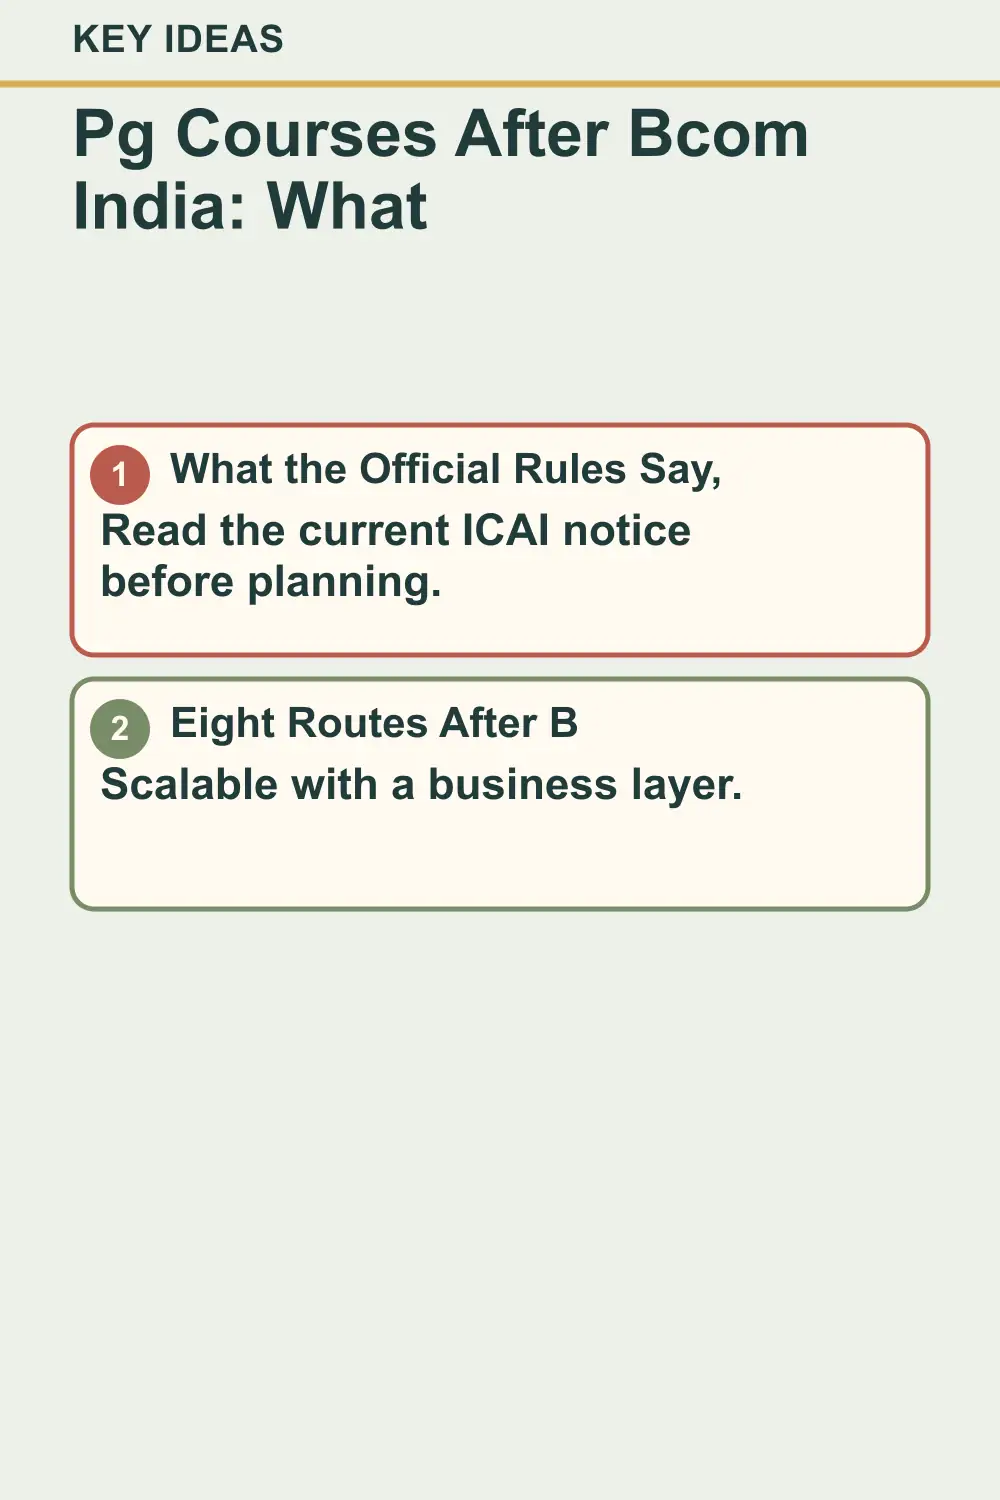 KEY IDEAS
Pg Courses After Bcom
India: What
1 What the Official Rules Say,
Read the current ICAI notice
before planning.
2 Eight Routes After B
Scalable with a business layer.